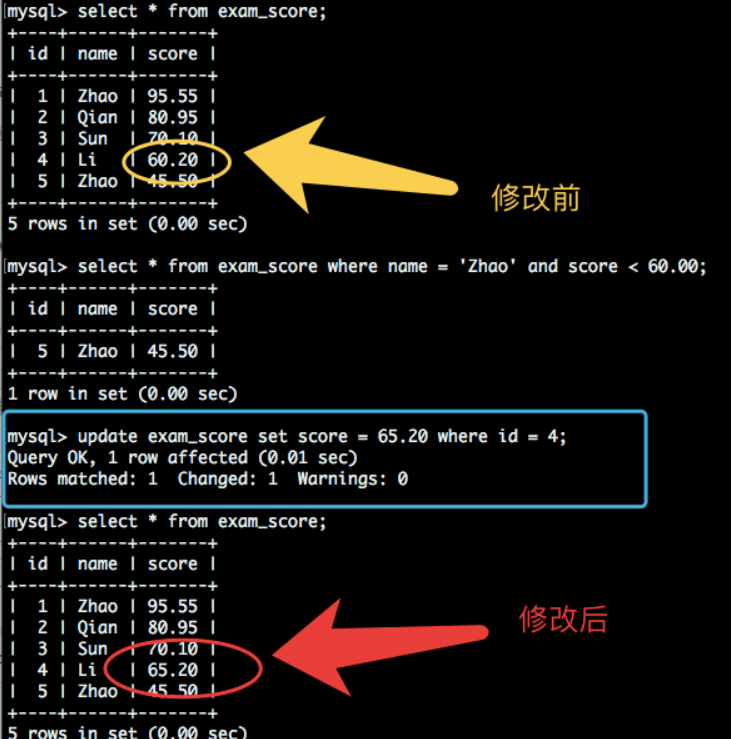 mysql> select * from exam_score;
+----+------+-------+
| id | name | score |
+----+------+-------+
|  1 | Zhao | 95.55 |
|  2 | Qian | 80.95 |
|  3 | Sun  | 70.10 |
|  4 | Li   | 60.20 |
|  5 | Zhao | 45.50 |
+----+------+-------+
5 rows in set (0.00 sec)
修改前
mysql> select * from exam_score where name = 'Zhao' and score < 60.00;
+----+------+-------+
| id | name | score |
+----+------+-------+
|  5 | Zhao | 45.50 |
+----+------+-------+
1 row in set (0.00 sec)
mysql> update exam_score set score = 65.20 where id = 4;
Query OK, 1 row affected (0.01 sec)
Rows matched: 1  Changed: 1  Warnings: 0
mysql> select * from exam_score;
+----+------+-------+
| id | name | score |
+----+------+-------+
|  1 | Zhao | 95.55 |
|  2 | Qian | 80.95 |
|  3 | Sun  | 70.10 |
|  4 | Li   | 65.20 |
|  5 | Zhao | 45.50 |
+----+------+-------+
修改后
5 rows in set (0.00 sec)